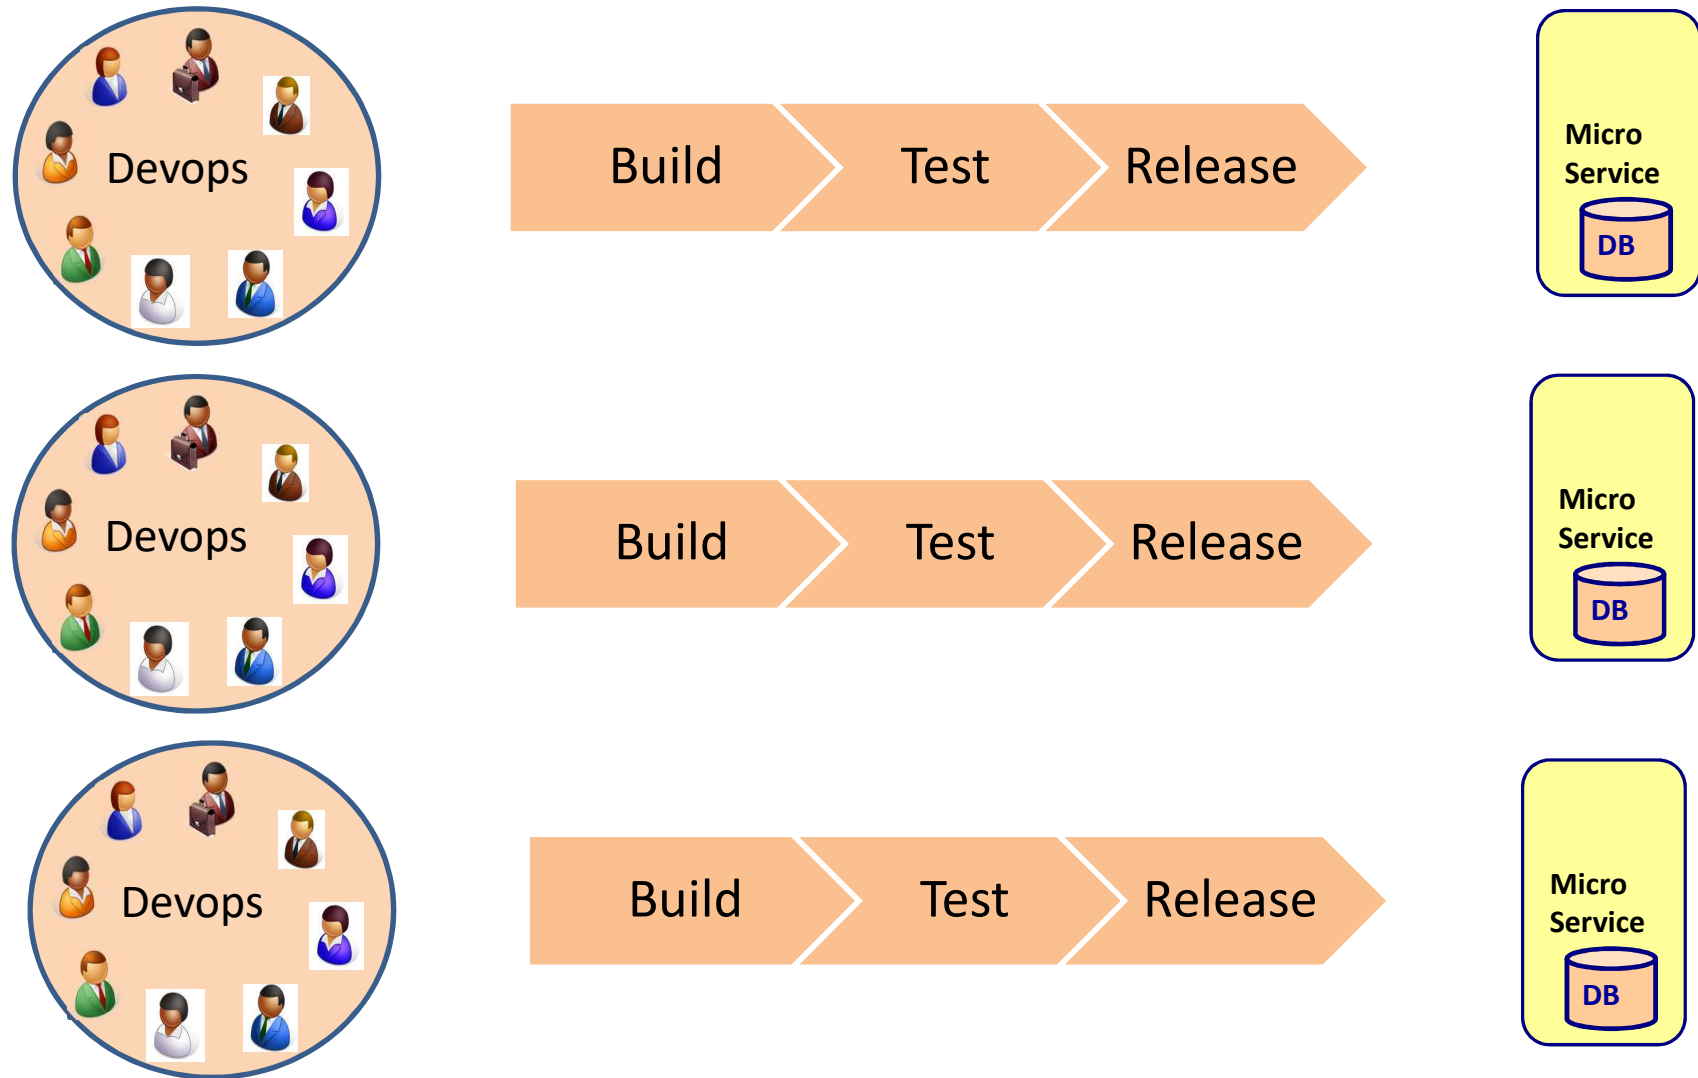 Devops
Build
Test
Release
Micro
Service
DB
Devops
Build
Test
Release
Micro
Service
DB
Devops
Build
Test
Release
Micro
Service
DB